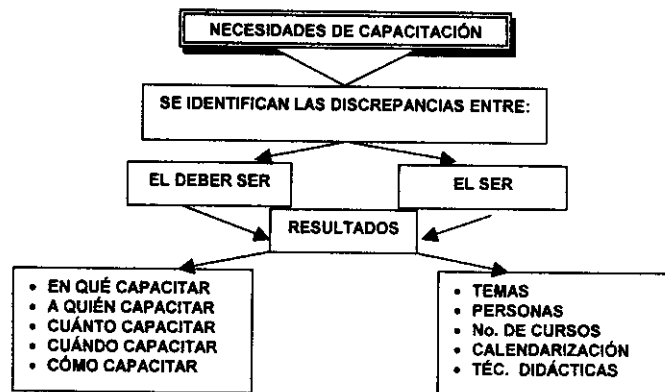 NECESIDADES DE CAPACITACIÓN
SE IDENTIFICAN LAS DISCREPANCIAS ENTRE:
EL DEBER SER
EL SER
RESULTADOS
• EN QUÉ CAPACITAR
• A QUIÉN CAPACITAR
• CUÁNTO CAPACITAR
• CUÁNDO CAPACITAR
• CÓMO CAPACITAR
• TEMAS
• PERSONAS
• No. DE CURSOS
• CALENDARIZACIÓN
• TÉC. DIDÁCTICAS